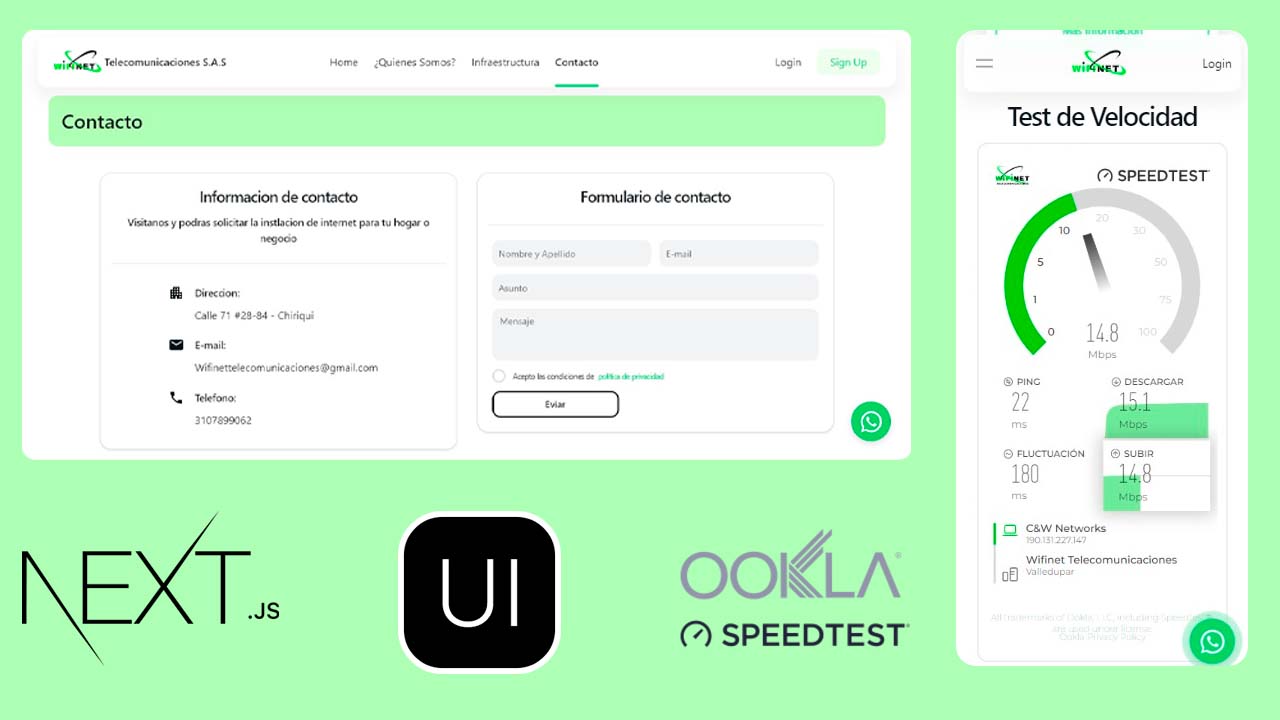 WIFINET Telecomunicaciones S.A.S
Home ¿Quienes Somos? Infraestructura Contacto
Login Sign Up
Contacto
Informacion de contacto
Visitanos y podras solicitar la instlacion de internet para tu hogar o
negocio
Direccion:
Calle 71 #28-84 - Chiriqui
E-mail:
Wifinettelecomunicaciones@gmail.com
Telefono:
3107899062
Formulario de contacto
Nombre y Apellido E-mail
Asunto
Mensaje
Acepto las condiciones de politica de privacidad
Eviar
NEXT.JS
UI
OOKLA®
SPEEDTEST
Mas Informacion
WIFINET
Login
Test de Velocidad
WIFINET
SPEEDTEST
0 1 5 10 20 30 50 75 100
14.8
Mbps
PING
22
ms
DESCARGAR
15.1
Mbps
FLUCTUACIÓN
180
ms
SUBIR
14.8
Mbps
C&W Networks
190.131.227.147
Wifinet Telecomunicaciones
Valledupar
All trademarks of Ookla, LLC, including Speedtest
are used under license
Ookla Privacy Policy